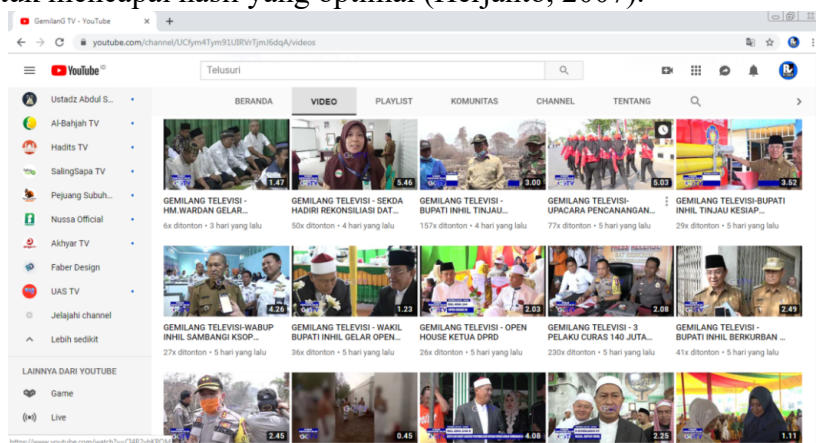 untuk mencapai hasil yang optimal (Herjanto, 2007).
GemilanG TV - YouTube
youtube.com/channel/UCfym4Tym91UIRVrTjmJ6dqA/videos
YouTube ID
Telusuri
BERANDA VIDEO PLAYLIST KOMUNITAS CHANNEL TENTANG
Ustadz Abdul S...
Al-Bahjah TV
Hadits TV
SalingSapa TV
Pejuang Subuh...
Nussa Official
Akhyar TV
Faber Design
UAS TV
Jelajahi channel
Lebih sedikit
LAINNYA DARI YOUTUBE
Game
Live
1.47 5.46 3.00 5.03 3.52
GEMILANG TELEVISI - HM.WARDAN GELAR...
6x ditonton • 3 hari yang lalu
GEMILANG TELEVISI - SEKDA HADIRI REKONSILIASI DAT...
50x ditonton • 4 hari yang lalu
GEMILANG TELEVISI - BUPATI INHIL TINJAU...
157x ditonton • 4 hari yang lalu
GEMILANG TELEVISI- UPACARA PENCANANGAN...
77x ditonton • 5 hari yang lalu
GEMILANG TELEVISI-BUPATI INHIL TINJAU KESIAP...
29x ditonton • 5 hari yang lalu
4.26 1.23 2.03 2.08 2.49
GEMILANG TELEVISI-WABUP INHIL SAMBANGI KSOP...
27x ditonton • 5 hari yang lalu
GEMILANG TELEVISI - WAKIL BUPATI INHIL GELAR OPEN...
36x ditonton • 5 hari yang lalu
GEMILANG TELEVISI - OPEN HOUSE KETUA DPRD
26x ditonton • 5 hari yang lalu
GEMILANG TELEVISI - 3 PELAKU CURAS 140 JUTA...
230x ditonton • 5 hari yang lalu
GEMILANG TELEVISI - BUPATI INHIL BERKURBAN ...
41x ditonton • 5 hari yang lalu
2.45 0.45 4.08 2.25 1.11